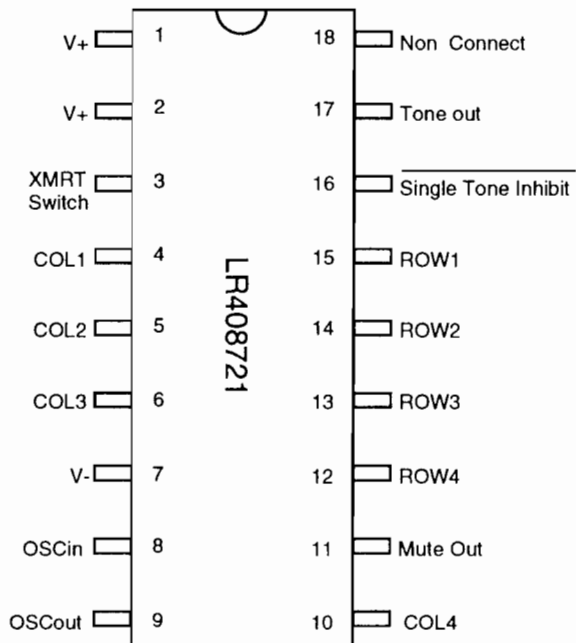 V+ 1 18 Non Connect
V+ 2 17 Tone out
XMRT
Switch 3 16 Single Tone Inhibit
COL1 4 15 ROW1
COL2 5 14 ROW2
COL3 6 13 ROW3
V- 7 12 ROW4
OSCin 8 11 Mute Out
OSCout 9 10 COL4
LR408721